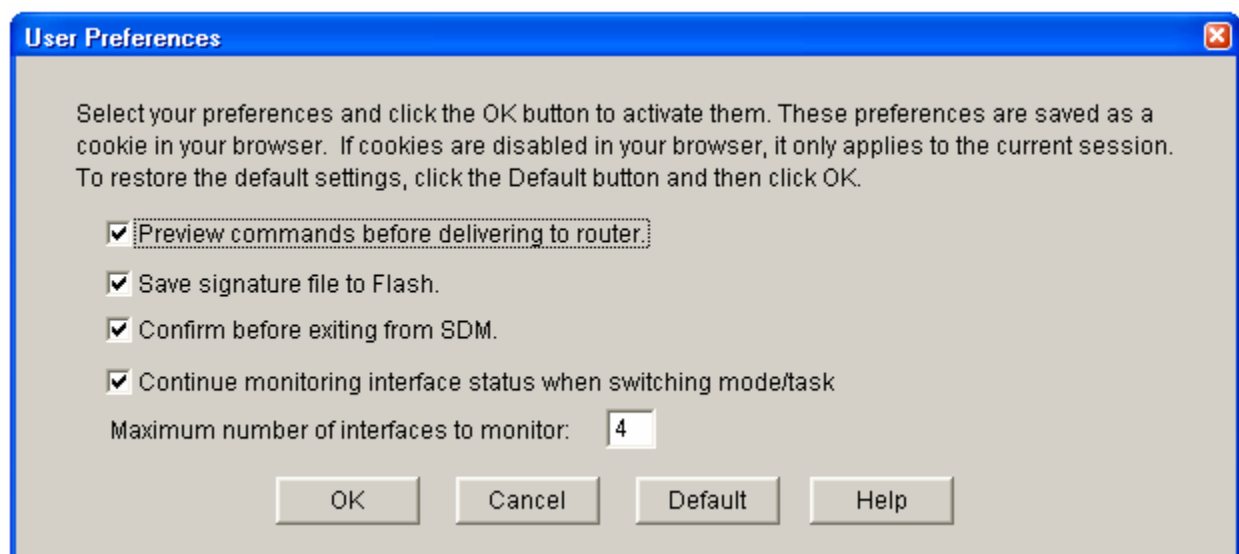 User Preferences
Select your preferences and click the OK button to activate them. These preferences are saved as a
cookie in your browser.  If cookies are disabled in your browser, it only applies to the current session.
To restore the default settings, click the Default button and then click OK.
Preview commands before delivering to router.
Save signature file to Flash.
Confirm before exiting from SDM.
Continue monitoring interface status when switching mode/task
Maximum number of interfaces to monitor: 4
OK Cancel Default Help